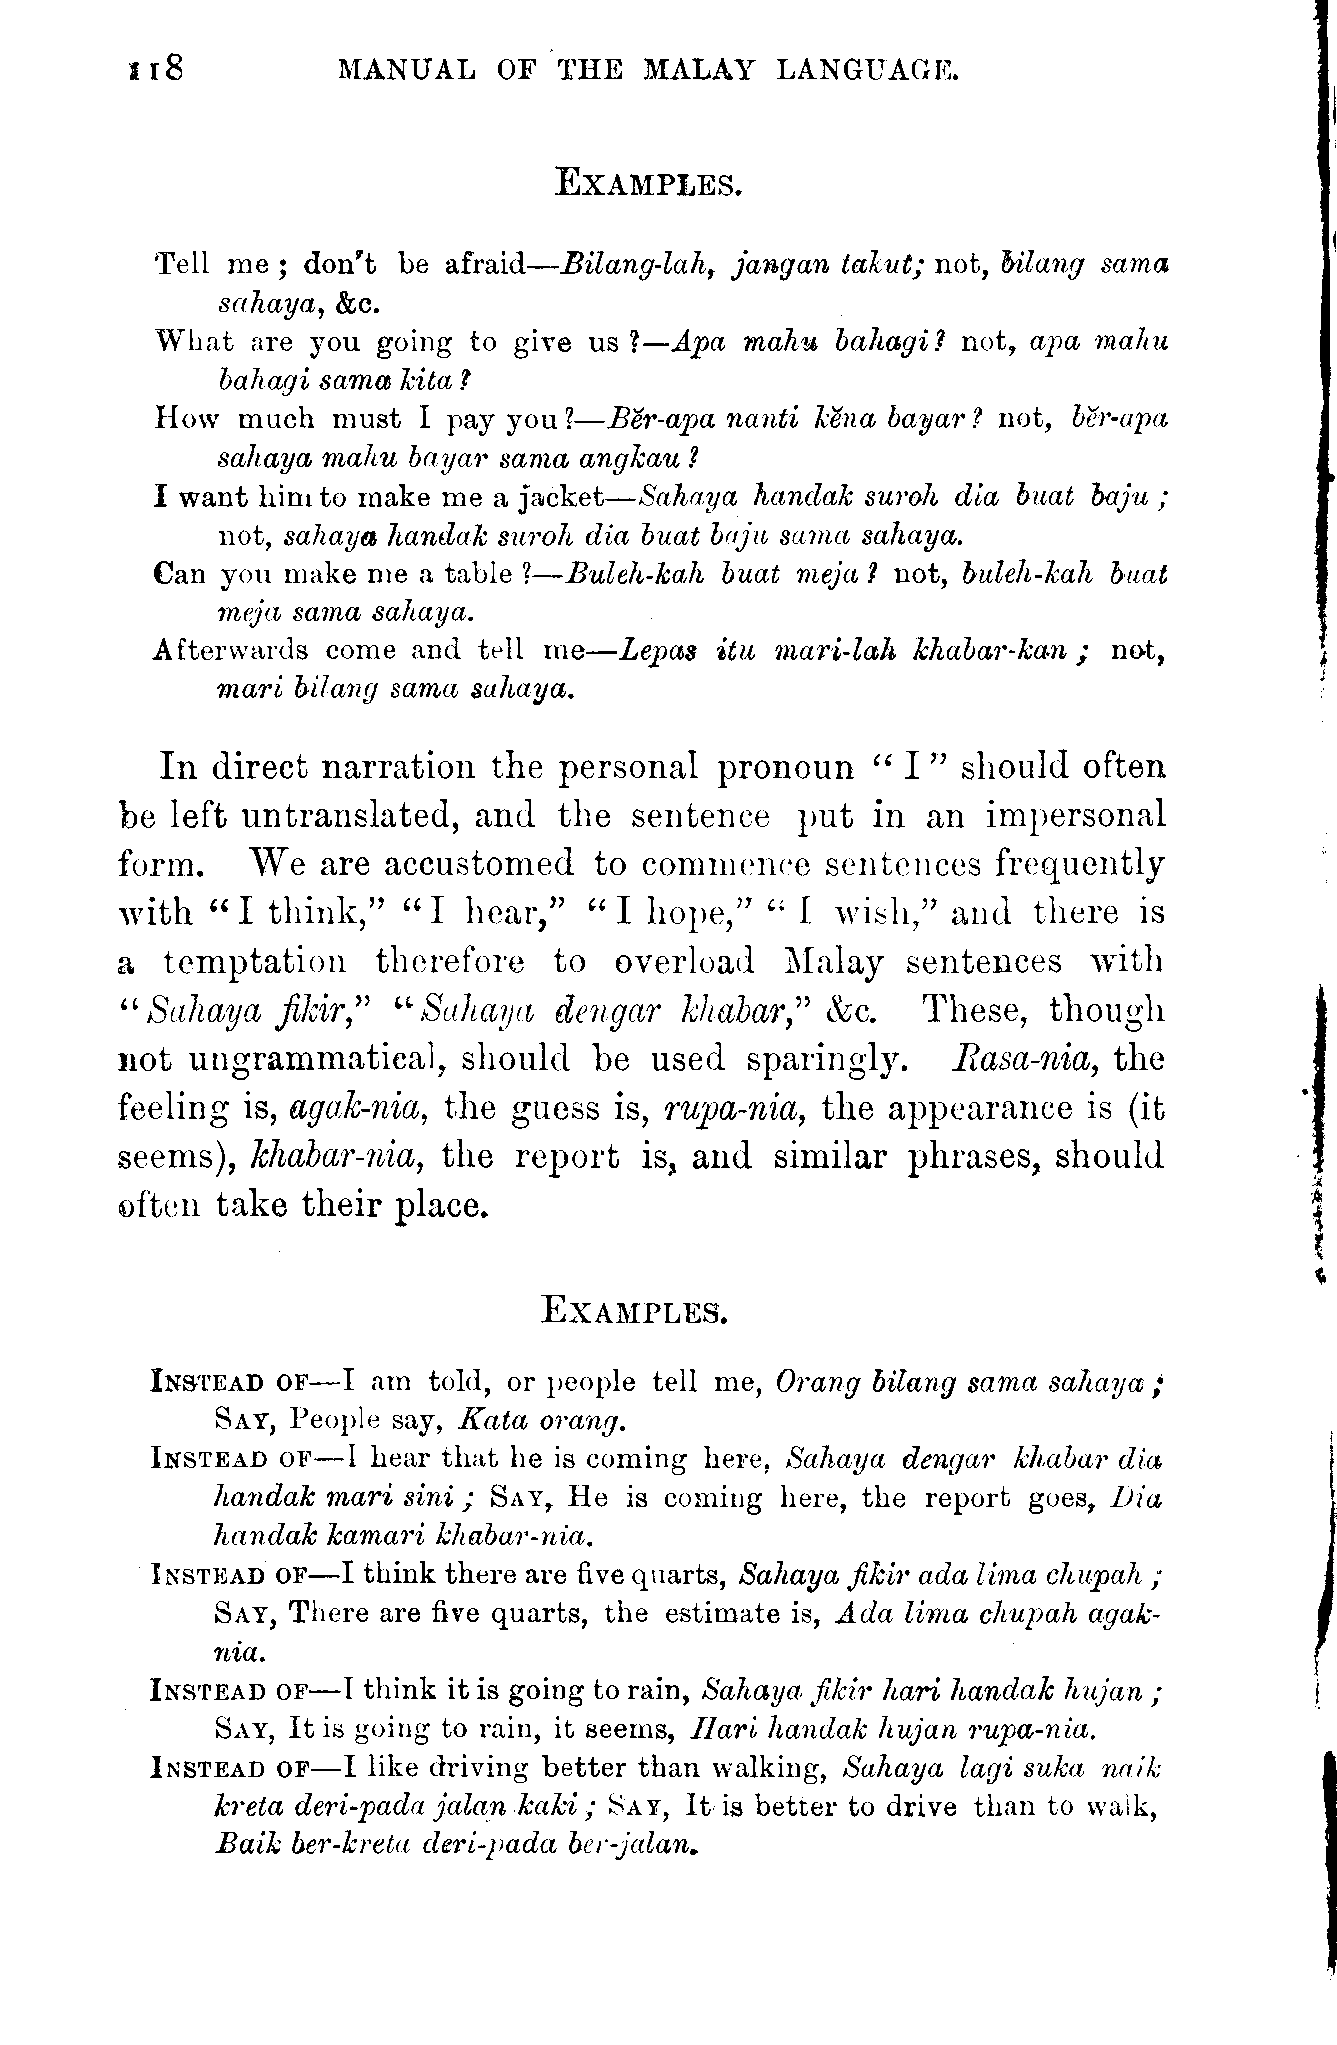 118 MANUAL OF THE MALAY LANGUAGE.
EXAMPLES.
Tell me; don't be afraid—Bilang-lah, jangan takut; not, bilang sama
sahaya, &c.
What are you going to give us?—Apa mahu bahagi? not, apa mahu
bahagi sama kita?
How much must I pay you?—Bĕr-apa nanti kĕna bayar? not, bĕr-apa
sahaya mahu bayar sama angkau?
I want him to make me a jacket—Sahaya handak suroh dia buat baju;
not, sahaya handak suroh dia buat baju sama sahaya.
Can you make me a table?—Buleh-kah buat meja? not, buleh-kah buat
meja sama sahaya.
Afterwards come and tell me—Lepas itu mari-lah khabar-kan; not,
mari bilang sama sahaya.
In direct narration the personal pronoun "I" should often
be left untranslated, and the sentence put in an impersonal
form. We are accustomed to commence sentences frequently
with "I think," "I hear," "I hope," "I wish," and there is
a temptation therefore to overload Malay sentences with
"Sahaya fikir," "Sahaya dengar khabar," &c. These, though
not ungrammatical, should be used sparingly. Rasa-nia, the
feeling is, agak-nia, the guess is, rupa-nia, the appearance is (it
seems), khabar-nia, the report is, and similar phrases, should
often take their place.
EXAMPLES.
INSTEAD OF—I am told, or people tell me, Orang bilang sama sahaya;
SAY, People say, Kata orang.
INSTEAD OF—I hear that he is coming here, Sahaya dengar khabar dia
handak mari sini; SAY, He is coming here, the report goes, Dia
handak kamari khabar-nia.
INSTEAD OF—I think there are five quarts, Sahaya fikir ada lima chupah;
SAY, There are five quarts, the estimate is, Ada lima chupah agak-
nia.
INSTEAD OF—I think it is going to rain, Sahaya fikir hari handak hujan;
SAY, It is going to rain, it seems, Hari handak hujan rupa-nia.
INSTEAD OF—I like driving better than walking, Sahaya lagi suka naik
kreta deri-pada jalan kaki; SAY, It is better to drive than to walk,
Baik ber-kreta deri-pada ber-jalan.